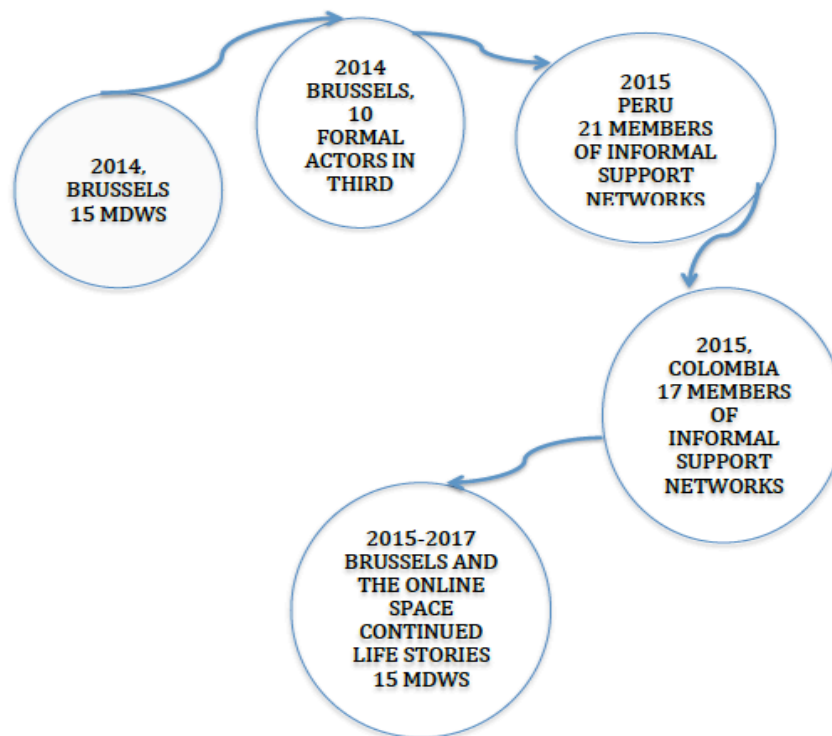 2014,
BRUSSELS
15 MDWS
2014
BRUSSELS,
10
FORMAL
ACTORS IN
THIRD
2015
PERU
21 MEMBERS
OF INFORMAL
SUPPORT
NETWORKS
2015,
COLOMBIA
17 MEMBERS
OF
INFORMAL
SUPPORT
NETWORKS
2015-2017
BRUSSELS AND
THE ONLINE
SPACE
CONTINUED
LIFE STORIES
15 MDWS